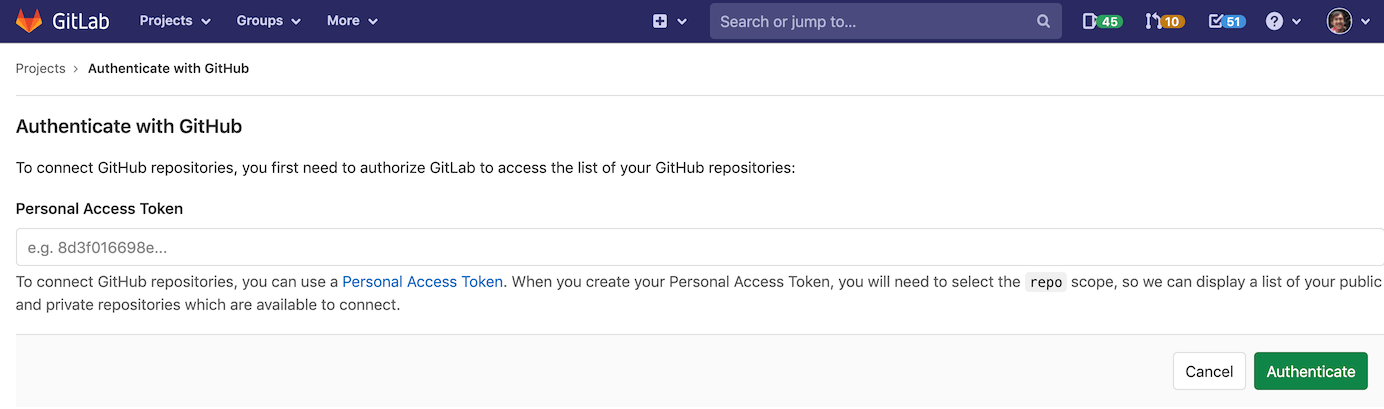 GitLab Projects Groups More Search or jump to... 45 10 51 ?
Projects › Authenticate with GitHub
Authenticate with GitHub
To connect GitHub repositories, you first need to authorize GitLab to access the list of your GitHub repositories:
Personal Access Token
e.g. 8d3f016698e...
To connect GitHub repositories, you can use a Personal Access Token. When you create your Personal Access Token, you will need to select the repo scope, so we can display a list of your public
and private repositories which are available to connect.
Cancel Authenticate